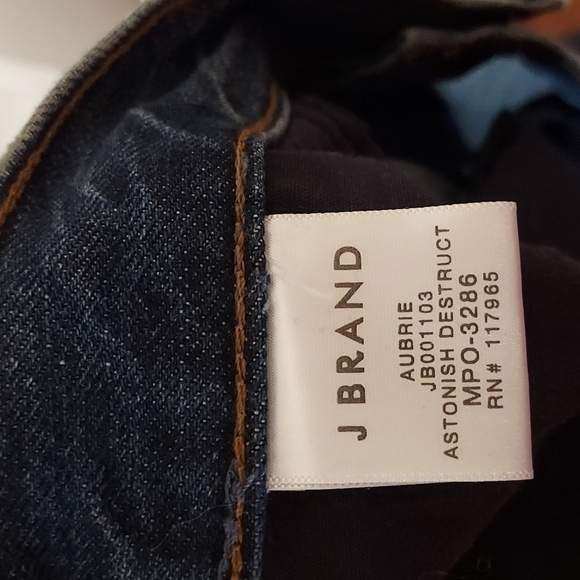 J BRAND
AUBRIE
JB001103
ASTONISH DESTRUCT
MPO-3286
RN# 117965